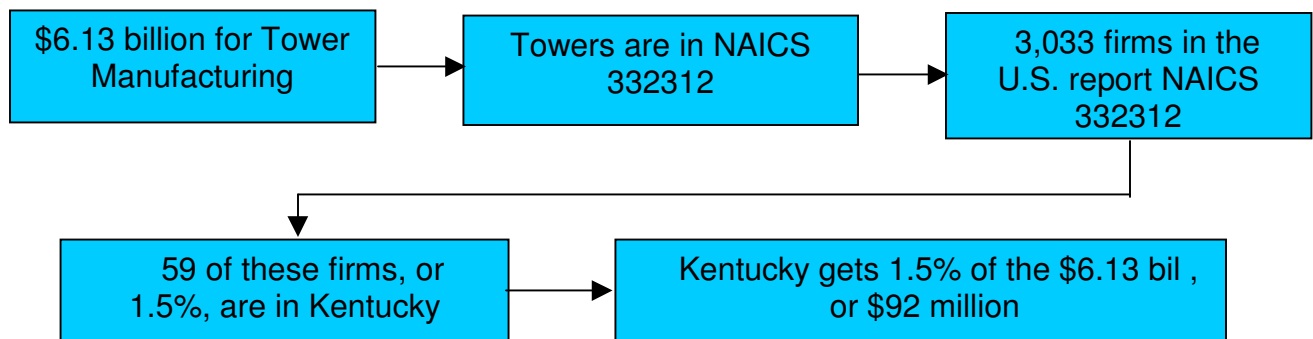 $6.13 billion for Tower
Manufacturing
Towers are in NAICS
332312
3,033 firms in the
U.S. report NAICS
332312
59 of these firms, or
1.5%, are in Kentucky
Kentucky gets 1.5% of the $6.13 bil ,
or $92 million